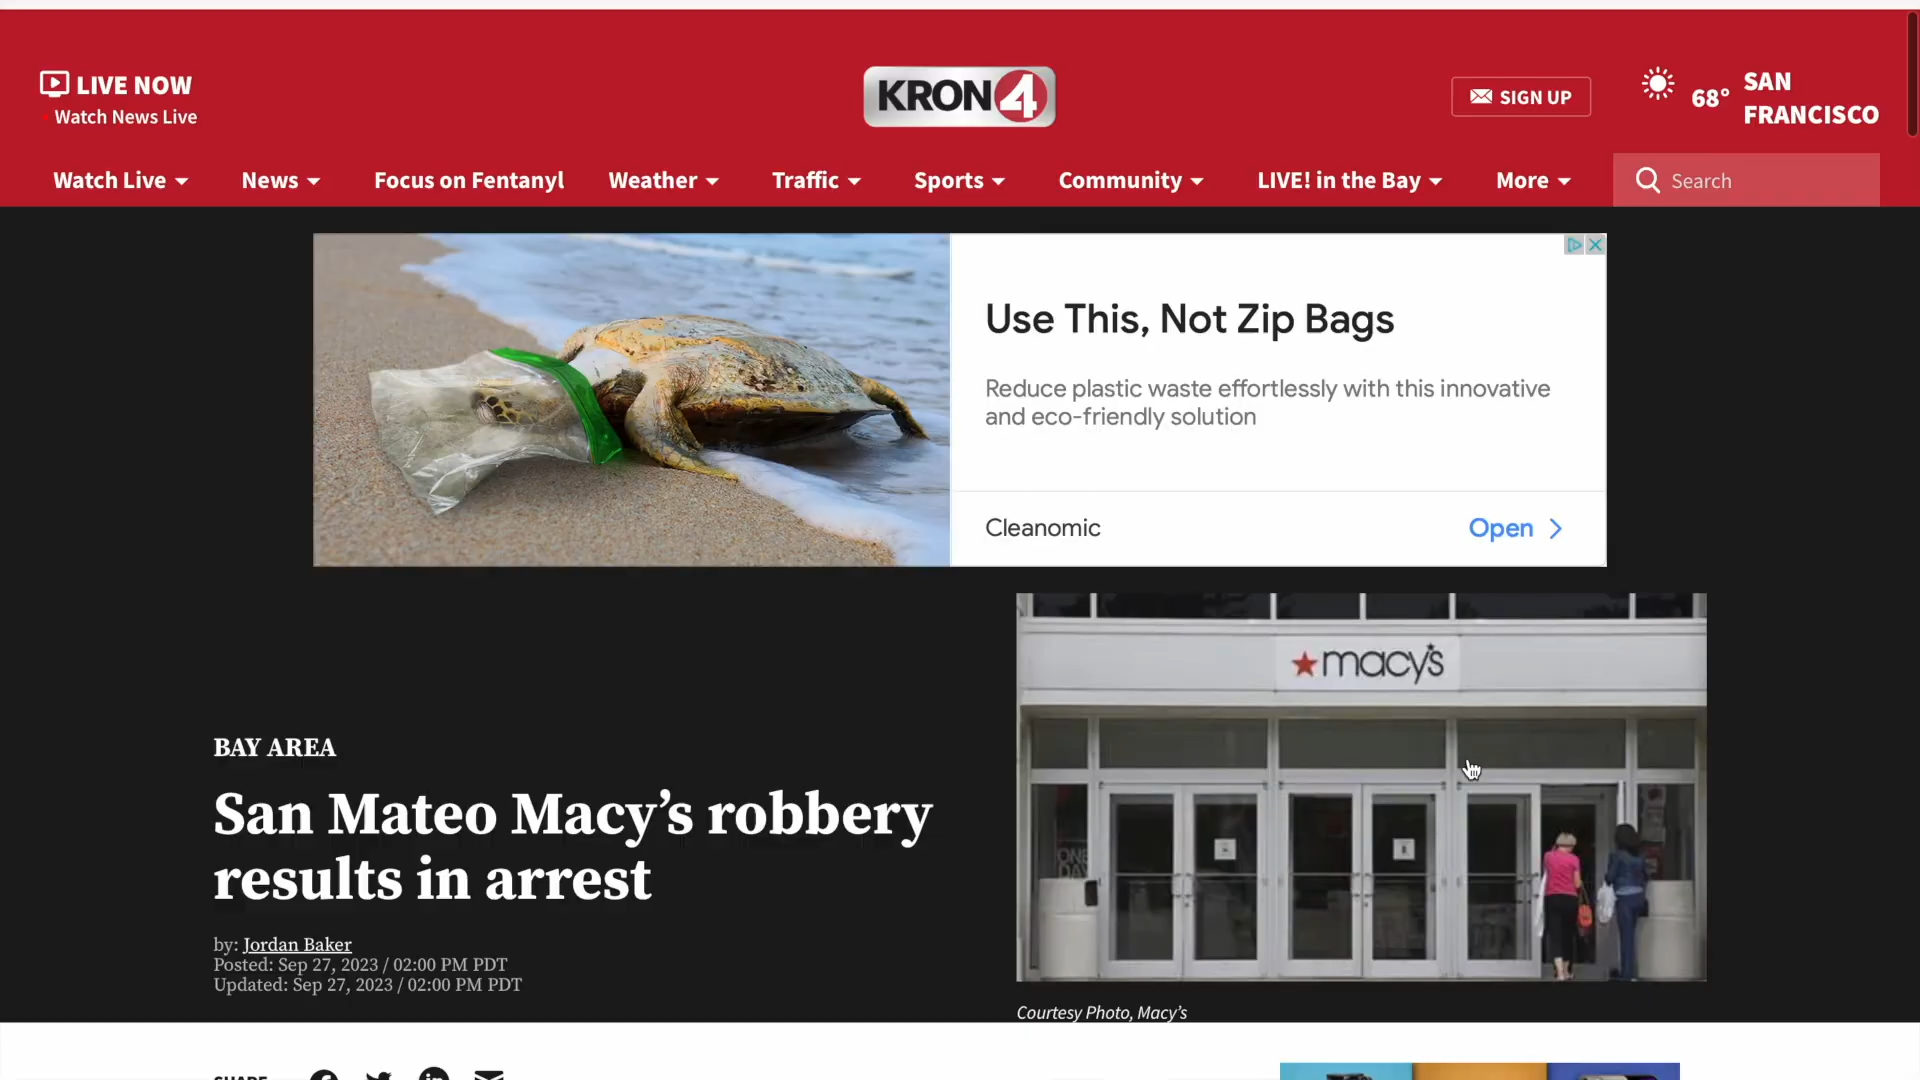 LIVE NOW
Watch News Live
KRON4
SIGN UP
68°
SAN
FRANCISCO
Watch Live
News
Focus on Fentanyl
Weather
Traffic
Sports
Community
LIVE! in the Bay
More
Search
Use This, Not Zip Bags
Reduce plastic waste effortlessly with this innovative
and eco-friendly solution
Cleanomic
Open
macy's
ONE
DAY
BAY AREA
San Mateo Macy’s robbery
results in arrest
by: Jordan Baker
Posted: Sep 27, 2023 / 02:00 PM PDT
Updated: Sep 27, 2023 / 02:00 PM PDT
Courtesy Photo, Macy’s
SHARE